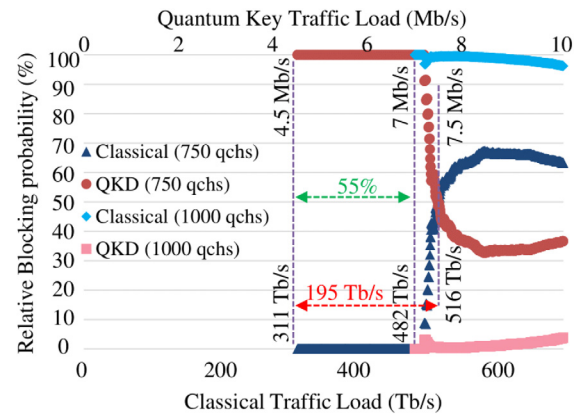 Quantum Key Traffic Load (Mb/s)
0 2 4 6 8 10
Relative Blocking probability (%)
100
90
80
70
60
50
40
30
20
10
0
4.5 Mb/s
7 Mb/s
7.5 Mb/s
Classical (750 qchs)
QKD (750 qchs)
Classical (1000 qchs)
QKD (1000 qchs)
55%
195 Tb/s
311 Tb/s
482 Tb/s
516 Tb/s
0 200 400 600
Classical Traffic Load (Tb/s)